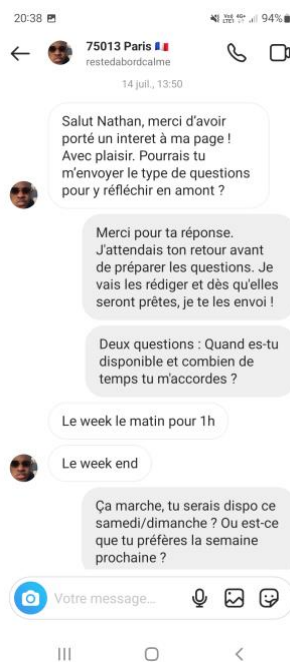 20:38
94%
75013 Paris 🇫🇷
restedabordcalme
14 juil., 13:50
Salut Nathan, merci d'avoir
porté un interet à ma page !
Avec plaisir. Pourrais tu
m'envoyer le type de questions
pour y réfléchir en amont ?
Merci pour ta réponse.
J'attendais ton retour avant
de préparer les questions. Je
vais les rédiger et dès qu'elles
seront prêtes, je te les envoi !
Deux questions : Quand es-tu
disponible et combien de
temps tu m'accordes ?
Le week le matin pour 1h
Le week end
Ça marche, tu serais dispo ce
samedi/dimanche ? Ou est-ce
que tu préfères la semaine
prochaine ?
Votre message...